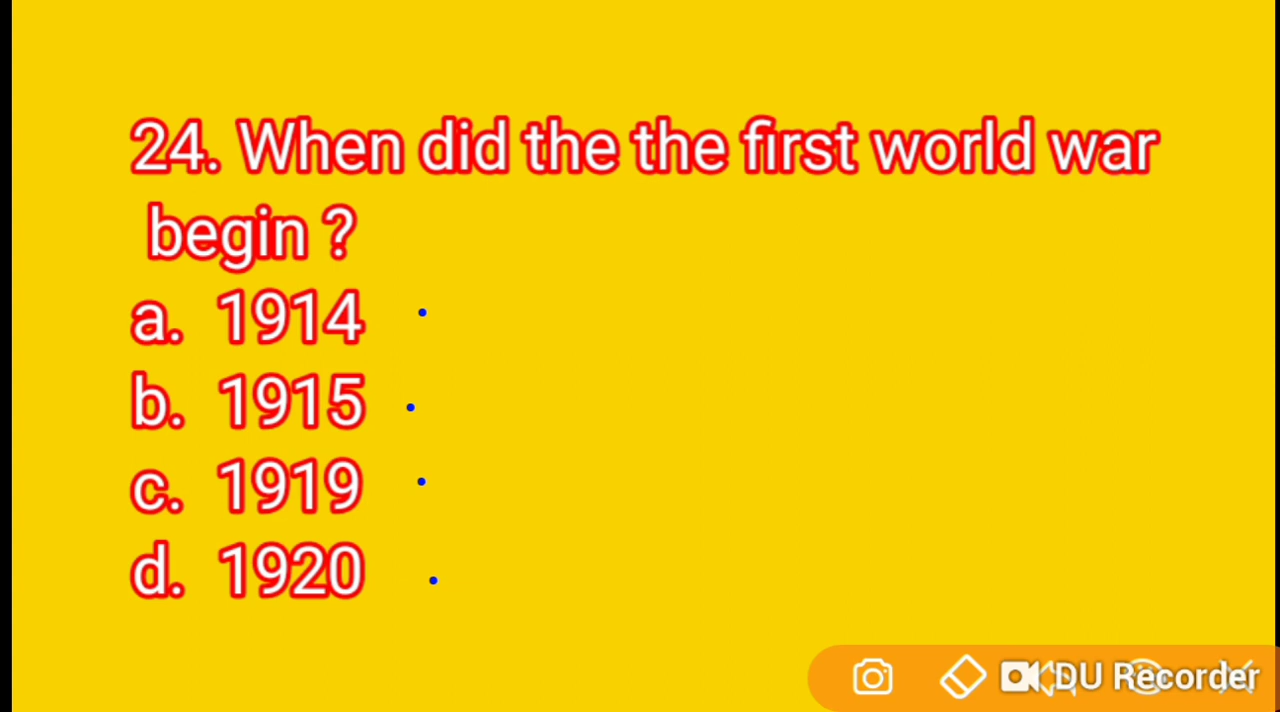 24. When did the the first world war
begin ?
a. 1914
b. 1915
c. 1919
d. 1920
DU Recorder